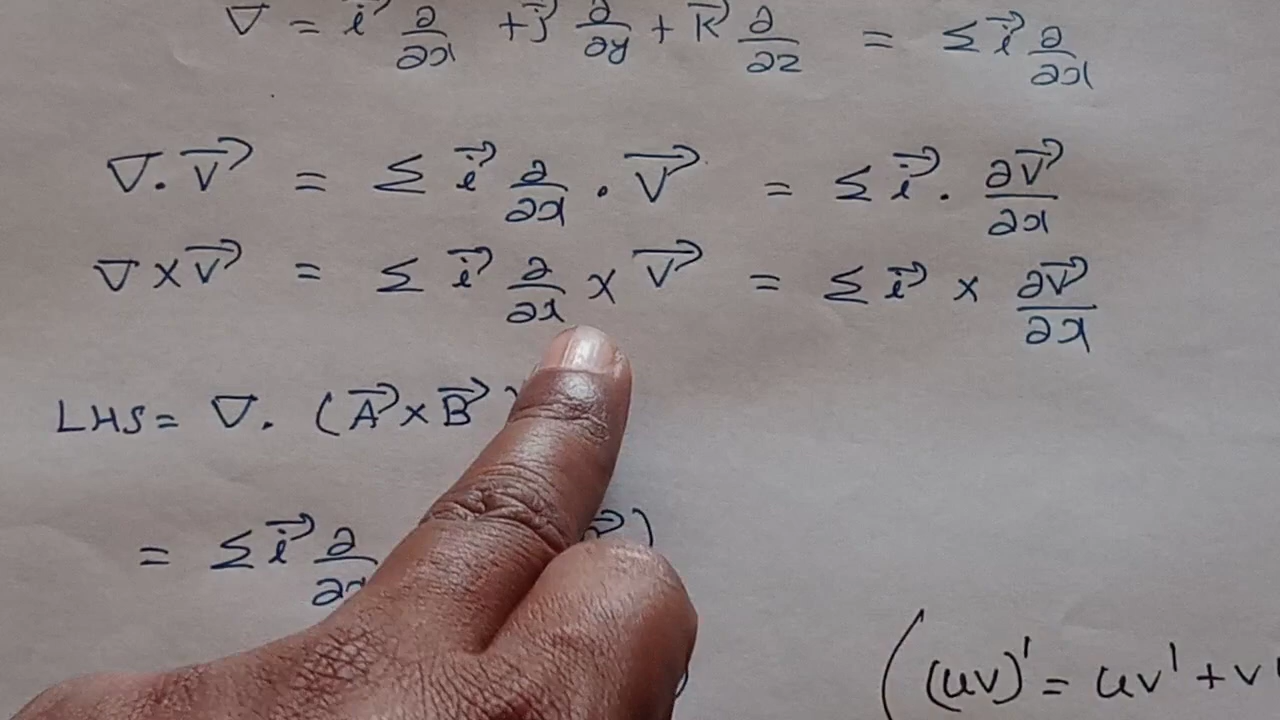 ∇ = i⃗ ∂/∂x + j⃗ ∂/∂y + k⃗ ∂/∂z = Σ i⃗ ∂/∂x
∇ . V⃗ = Σ i⃗ ∂/∂x . V⃗ = Σ i⃗ . ∂V⃗/∂x
∇ × V⃗ = Σ i⃗ ∂/∂x × V⃗ = Σ i⃗ × ∂V⃗/∂x
LHS = ∇ . (A⃗ × B⃗
= Σ i⃗ ∂/∂x )
( (uv)' = uv' + v